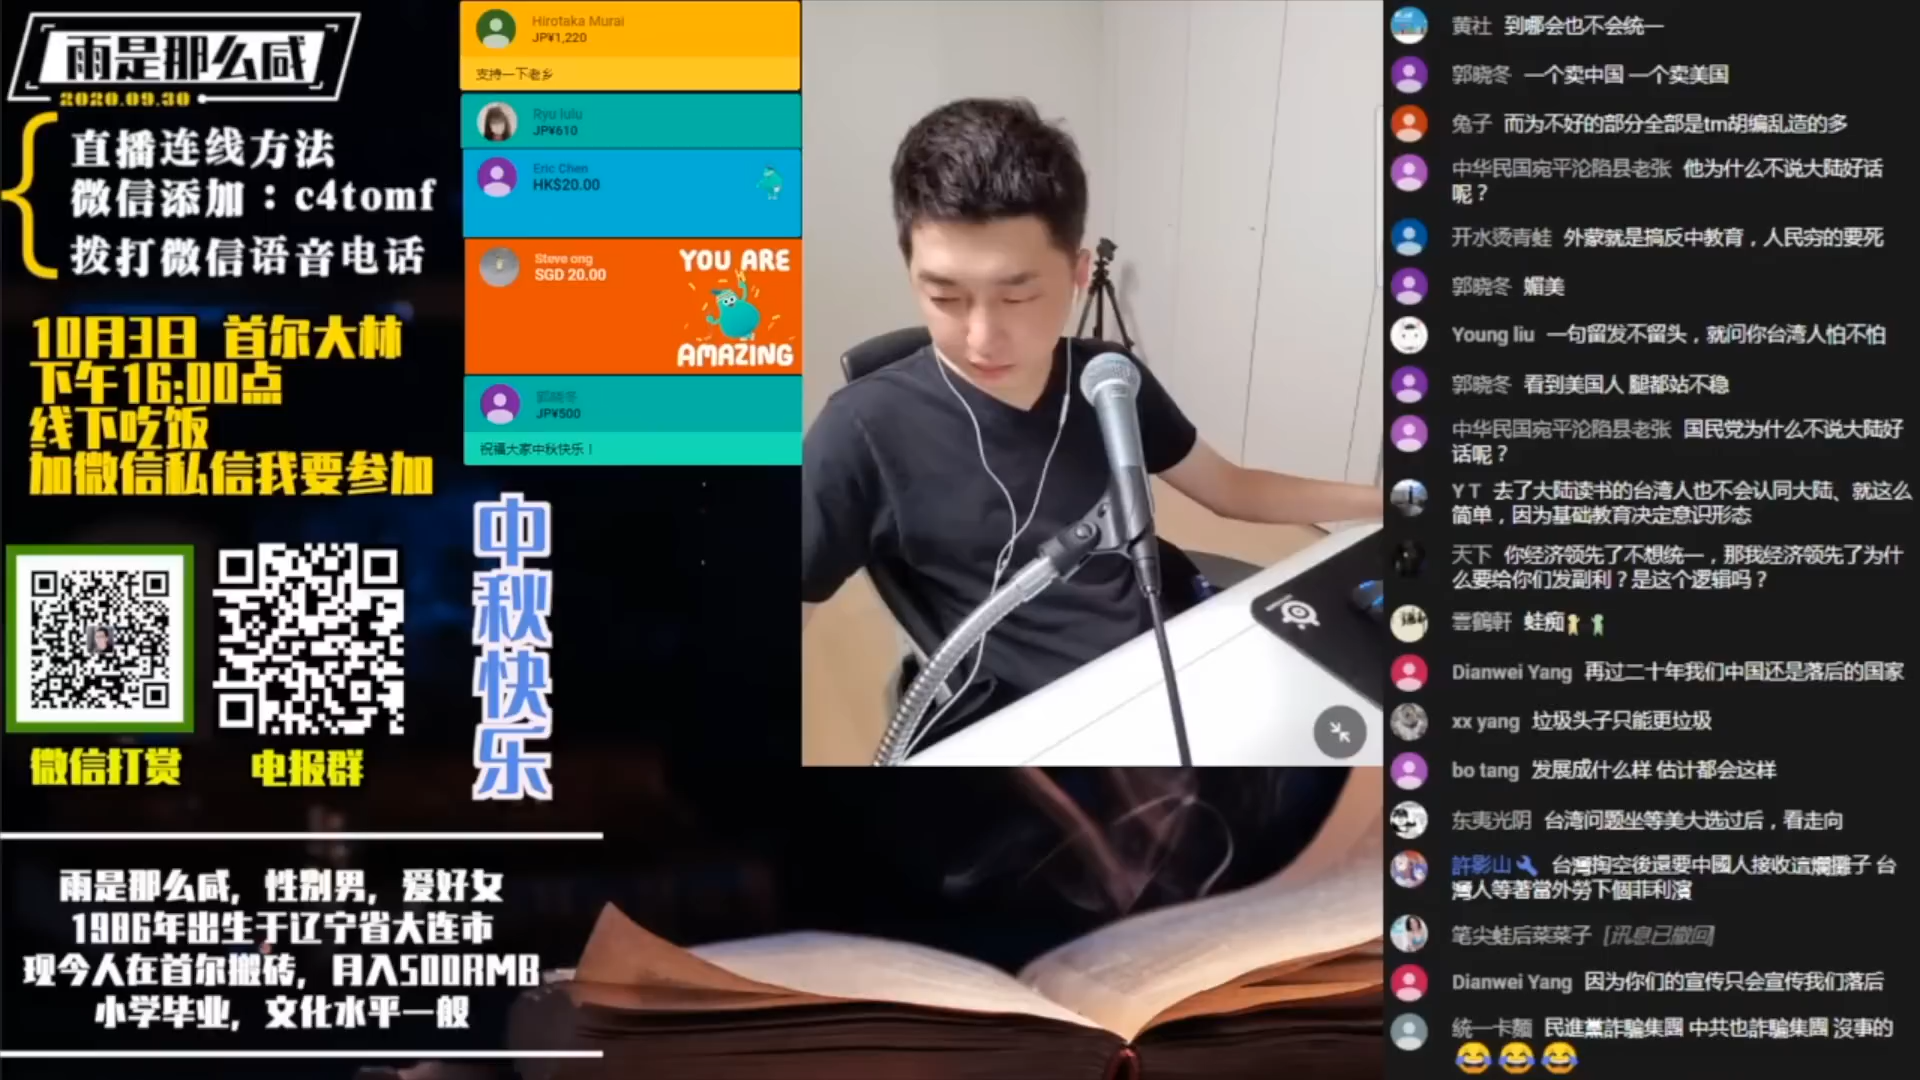 雨是那么咸
2020.09.30
直播连线方法
微信添加：c4tomf
拨打微信语音电话
10月3日 首尔大林
下午16:00点
线下吃饭
加微信私信我要参加
微信打赏
电报群
雨是那么咸，性别男，爱好女
1986年出生于辽宁省大连市
现今人在首尔搬砖，月入500RMB
小学毕业，文化水平一般
Hirotaka Murai
JP¥1,220
支持一下老乡
Ryu lulu
JP¥610
Eric Chen
HK$20.00
Steve ong
SGD 20.00
YOU ARE
AMAZING
郭晓冬
JP¥500
祝福大家中秋快乐！
中秋快乐
黄社 到哪会也不会统一
郭晓冬 一个卖中国 一个卖美国
兔子 而为不好的部分全部是tm胡编乱造的多
中华民国宛平沦陷县老张 他为什么不说大陆好话
呢？
开水烫青蛙 外蒙就是搞反中教育，人民穷的要死
郭晓冬 媚美
Young liu 一句留发不留头，就问你台湾人怕不怕
郭晓冬 看到美国人 腿都站不稳
中华民国宛平沦陷县老张 国民党为什么不说大陆好
话呢？
Y T 去了大陆读书的台湾人也不会认同大陆、就这么
简单，因为基础教育决定意识形态
天下 你经济领先了不想统一，那我经济领先了为什
么要给你们发副利？是这个逻辑吗？
雲鶴軒 蛙痴
Dianwei Yang 再过二十年我们中国还是落后的国家
xx yang 垃圾头子只能更垃圾
bo tang 发展成什么样 估计都会这样
东夷光阴 台湾问题坐等美大选过后，看走向
許影山 台灣掏空後還要中國人接收這爛攤子 台
灣人等著當外勞下個菲利濱
笔尖蛙后菜菜子 [讯息已撤回]
Dianwei Yang 因为你们的宣传只会宣传我们落后
統一卡麵 民進黨詐騙集團 中共也詐騙集團 沒事的